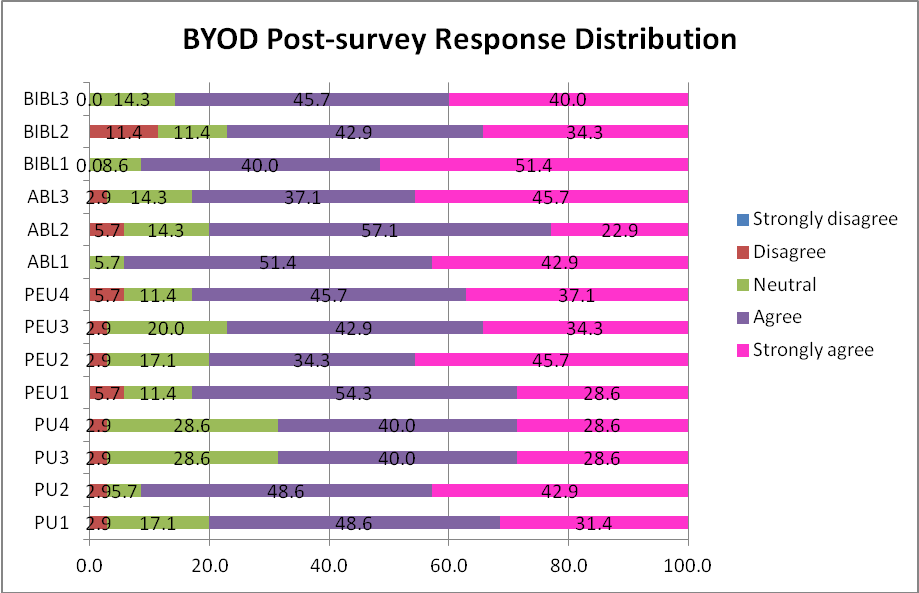 BYOD Post-survey Response Distribution
BIBL3 0.0 14.3 45.7 40.0
BIBL2 11.4 11.4 42.9 34.3
BIBL1 0.0 8.6 40.0 51.4
ABL3 2.9 14.3 37.1 45.7
ABL2 5.7 14.3 57.1 22.9
ABL1 5.7 51.4 42.9
PEU4 5.7 11.4 45.7 37.1
PEU3 2.9 20.0 42.9 34.3
PEU2 2.9 17.1 34.3 45.7
PEU1 5.7 11.4 54.3 28.6
PU4 2.9 28.6 40.0 28.6
PU3 2.9 28.6 40.0 28.6
PU2 2.9 5.7 48.6 42.9
PU1 2.9 17.1 48.6 31.4
0.0 20.0 40.0 60.0 80.0 100.0
Strongly disagree
Disagree
Neutral
Agree
Strongly agree